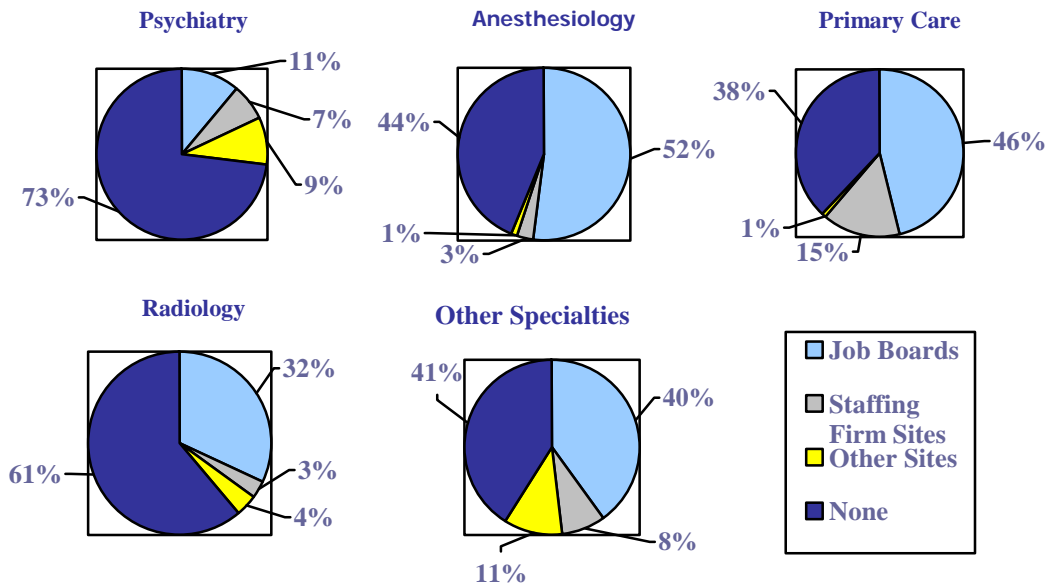 Psychiatry
11%
7%
9%
73%
Anesthesiology
44%
52%
1%
3%
Primary Care
38%
46%
1%
15%
Radiology
32%
3%
4%
61%
Other Specialties
41%
40%
8%
11%
Job Boards
Staffing
Firm Sites
Other Sites
None